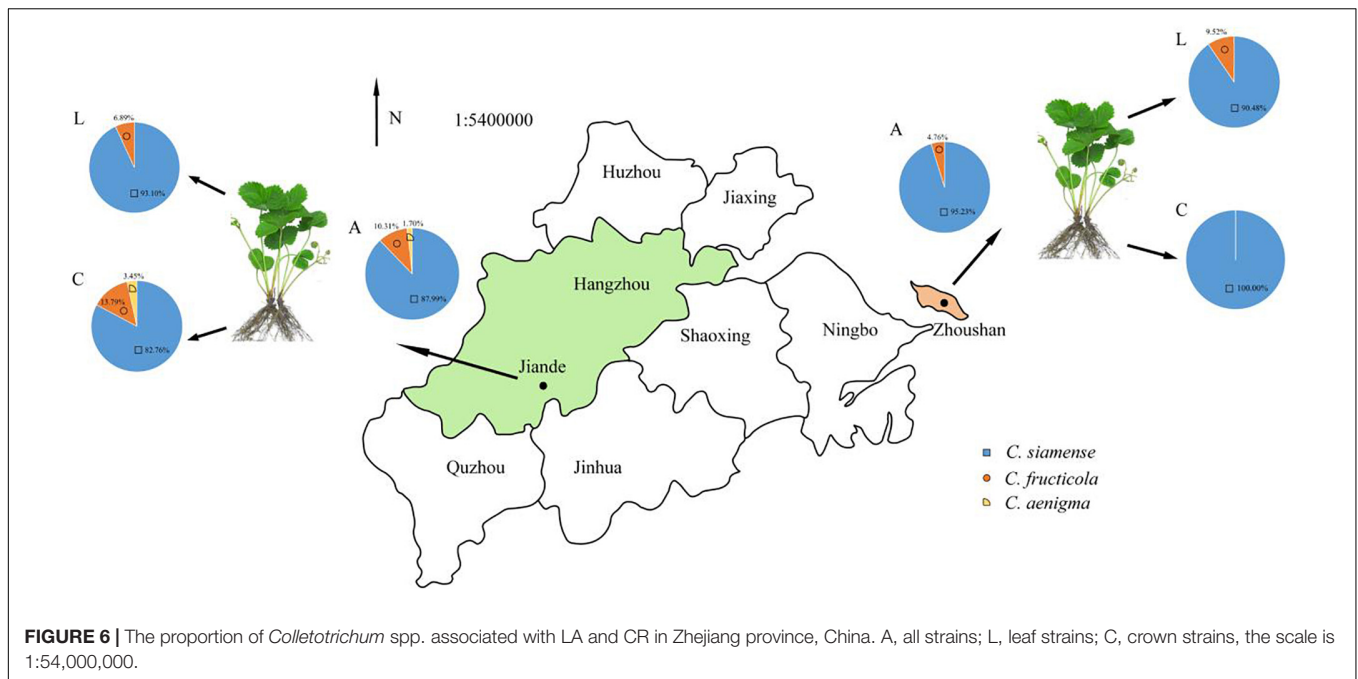 L
6.89%
93.10%
C
3.45%
13.79%
82.76%
N
1:5400000
A
10.31%
1.70%
87.99%
Huzhou
Jiaxing
Hangzhou
Shaoxing
Ningbo
Zhoushan
Jiande
Quzhou
Jinhua
A
4.76%
95.23%
L
9.52%
90.48%
C
100.00%
C. siamense
C. fructicola
C. aenigma
FIGURE 6 | The proportion of Colletotrichum spp. associated with LA and CR in Zhejiang province, China. A, all strains; L, leaf strains; C, crown strains, the scale is
1:54,000,000.